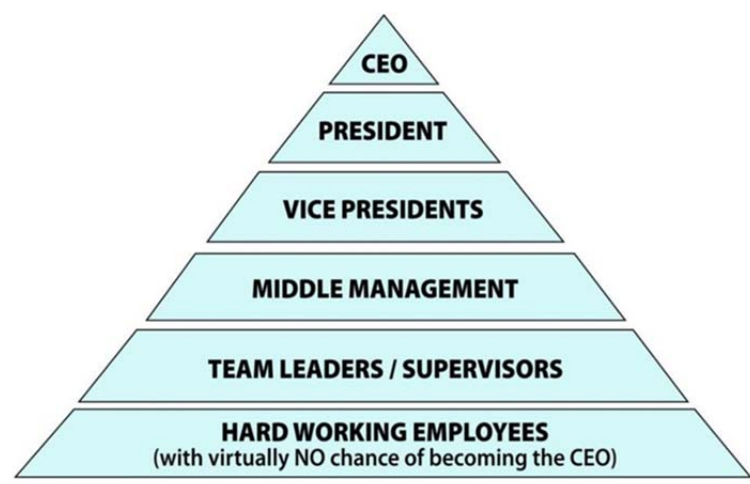 CEO
PRESIDENT
VICE PRESIDENTS
MIDDLE MANAGEMENT
TEAM LEADERS / SUPERVISORS
HARD WORKING EMPLOYEES
(with virtually NO chance of becoming the CEO)